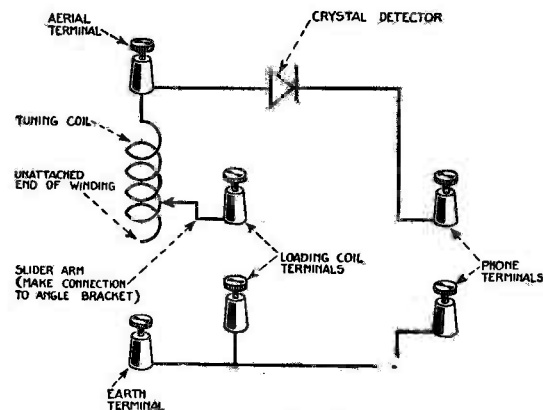 AERIAL
TERMINAL
CRYSTAL DETECTOR
TUNING COIL
UNATTACHED
END OF WINDING
SLIDER ARM
(MAKE CONNECTION
TO ANGLE BRACKET)
LOADING COIL
TERMINALS
PHONE
TERMINALS
EARTH
TERMINAL